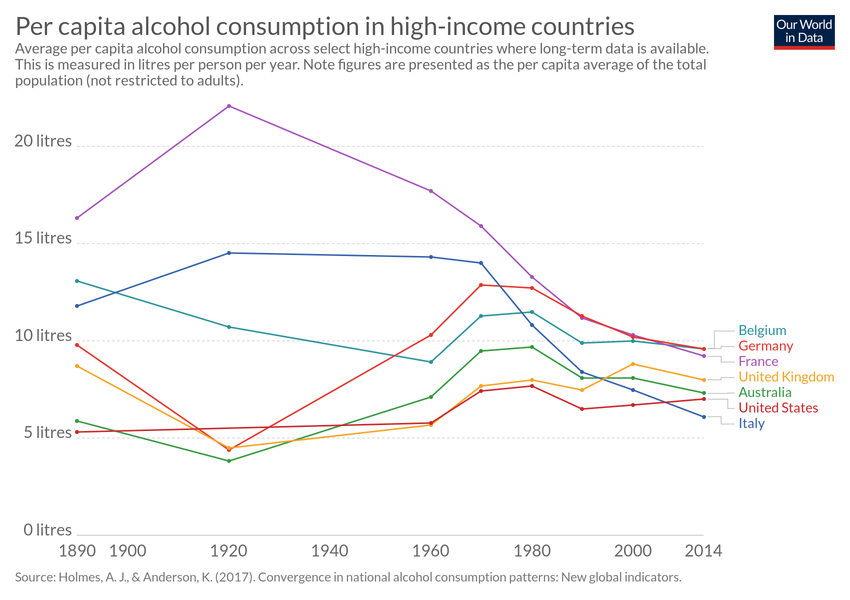 Per capita alcohol consumption in high-income countries
Our World
in Data
Average per capita alcohol consumption across select high-income countries where long-term data is available.
This is measured in litres per person per year. Note figures are presented as the per capita average of the total
population (not restricted to adults).
20 litres
15 litres
10 litres
5 litres
0 litres
Belgium
Germany
France
United Kingdom
Australia
United States
Italy
1890 1900 1920 1940 1960 1980 2000 2014
Source: Holmes, A. J., & Anderson, K. (2017). Convergence in national alcohol consumption patterns: New global indicators.